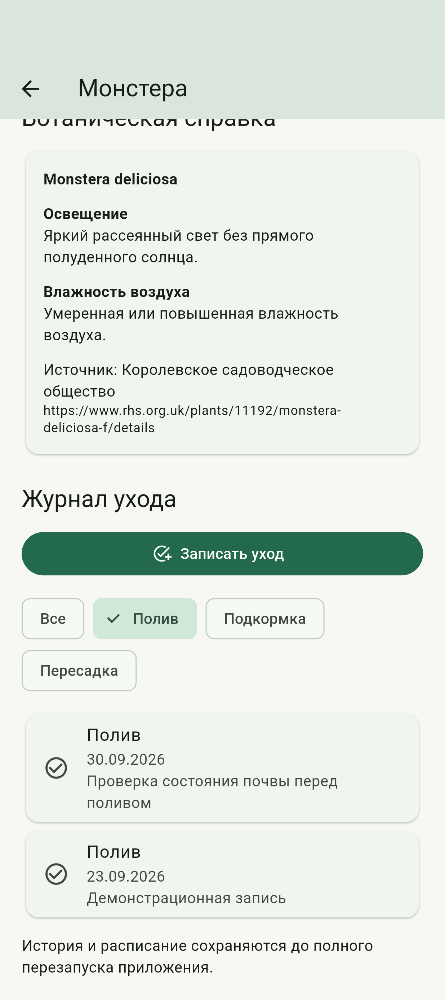 Монстера
Ботаническая справка
Monstera deliciosa
Освещение
Яркий рассеянный свет без прямого
полуденного солнца.
Влажность воздуха
Умеренная или повышенная влажность
воздуха.
Источник: Королевское садоводческое
общество
https://www.rhs.org.uk/plants/11192/monstera-
deliciosa-f/details
Журнал ухода
Записать уход
Все
Полив
Подкормка
Пересадка
Полив
30.09.2026
Проверка состояния почвы перед
поливом
Полив
23.09.2026
Демонстрационная запись
История и расписание сохраняются до полного
перезапуска приложения.